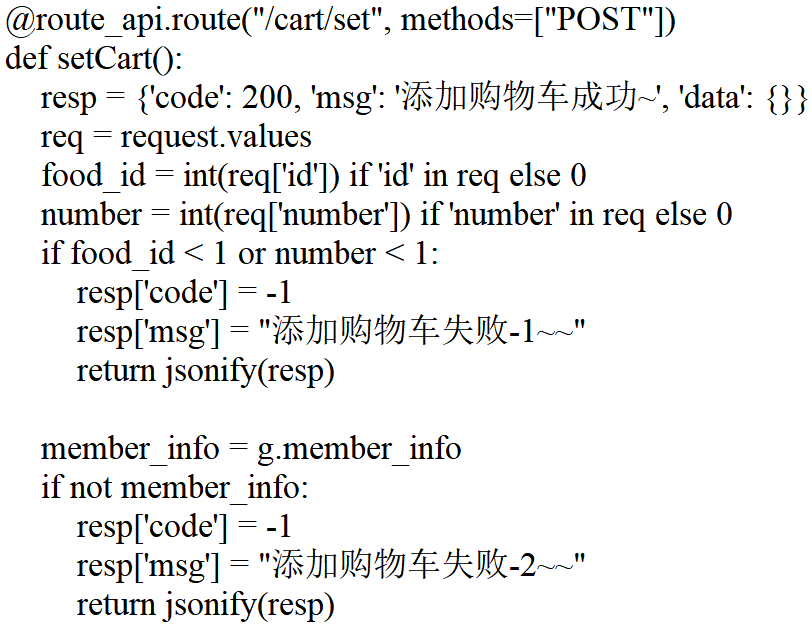 @route_api.route("/cart/set", methods=["POST"])
def setCart():
    resp = {'code': 200, 'msg': '添加购物车成功~', 'data': {}}
    req = request.values
    food_id = int(req['id']) if 'id' in req else 0
    number = int(req['number']) if 'number' in req else 0
    if food_id < 1 or number < 1:
        resp['code'] = -1
        resp['msg'] = "添加购物车失败-1~~"
        return jsonify(resp)

    member_info = g.member_info
    if not member_info:
        resp['code'] = -1
        resp['msg'] = "添加购物车失败-2~~"
        return jsonify(resp)